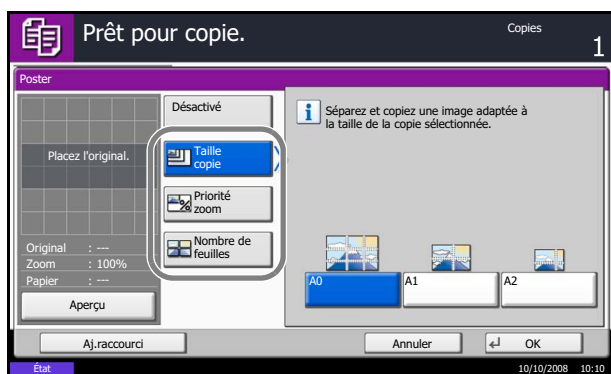 Prêt pour copie.
Copies
1
Poster
Placez l'original.
Original : ---
Zoom : 100%
Papier : ---
Aperçu
Désactivé
Taille
copie
Priorité
zoom
Nombre de
feuilles
Séparez et copiez une image adaptée à
la taille de la copie sélectionnée.
A0
A1
A2
Aj.raccourci
Annuler
OK
État
10/10/2008 10:10